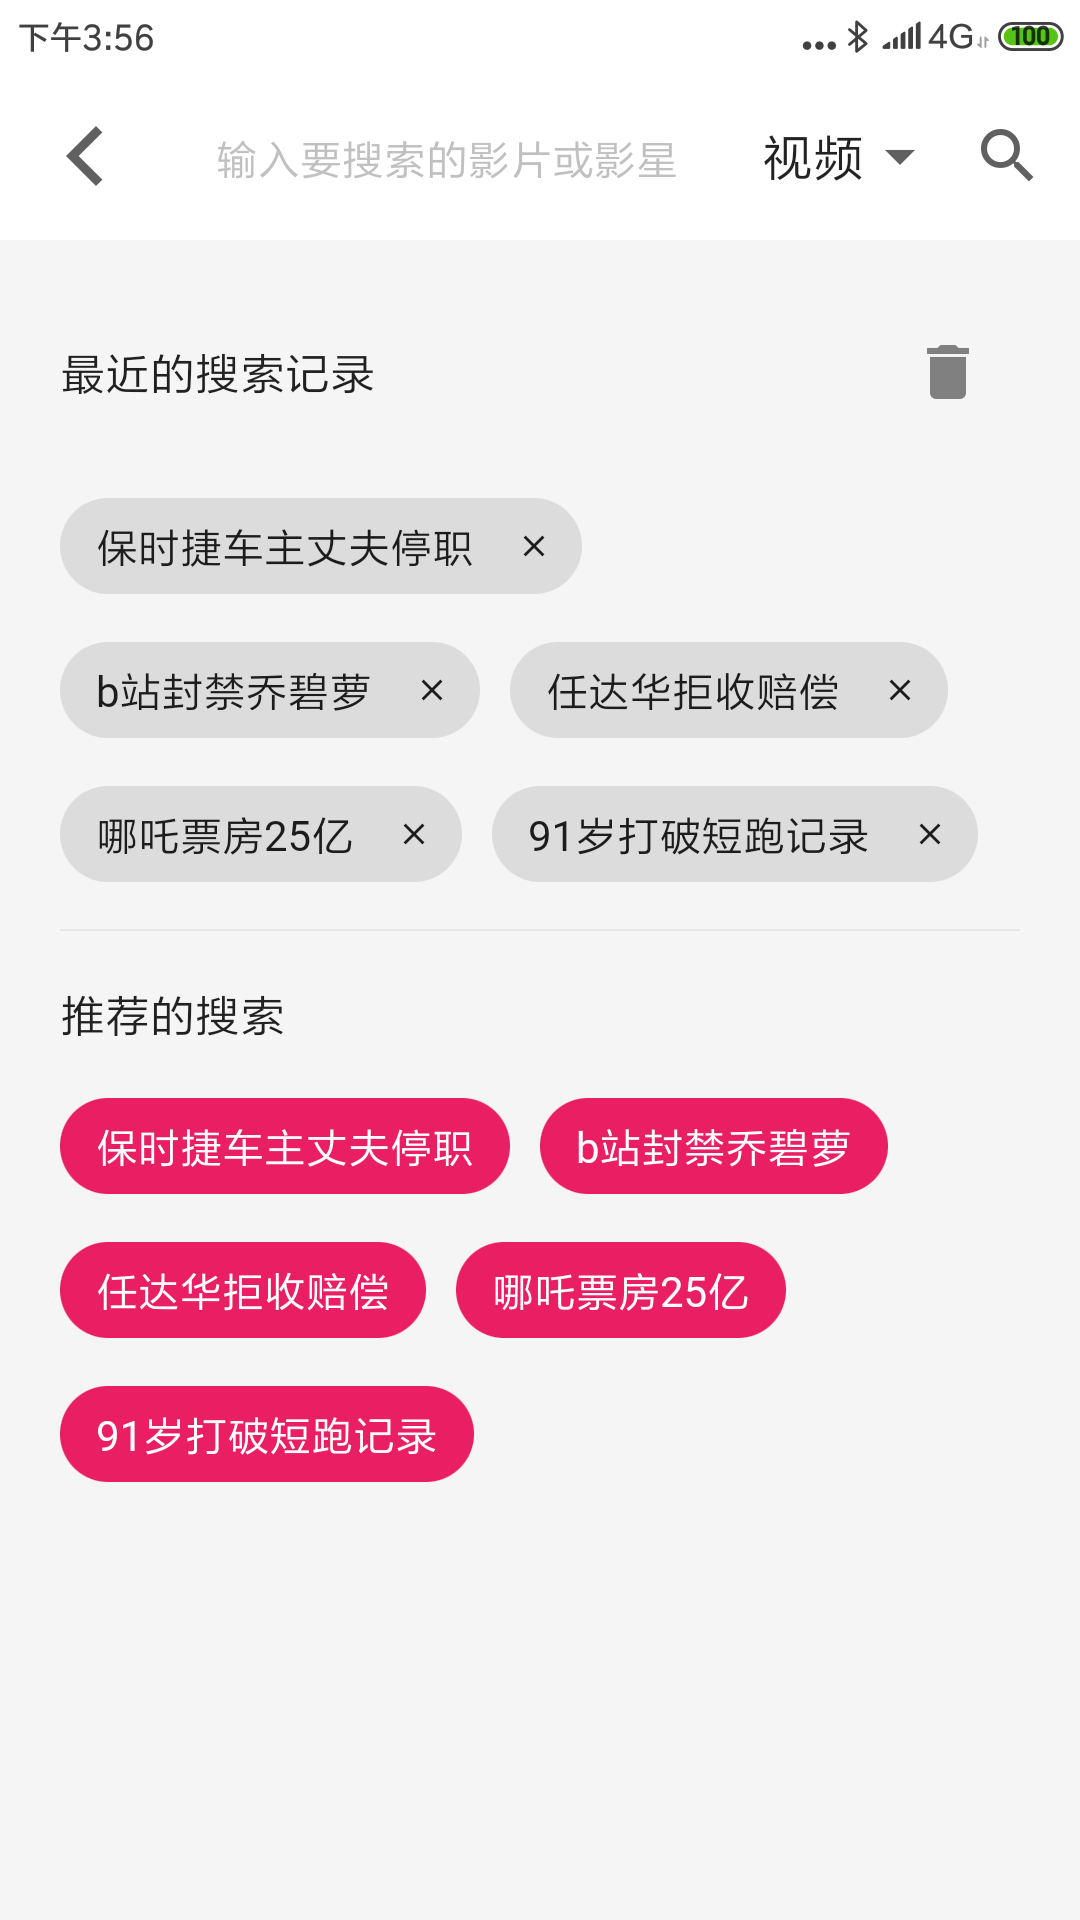 下午3:56 4G 100
输入要搜索的影片或影星 视频
最近的搜索记录
保时捷车主丈夫停职 ×
b站封禁乔碧萝 × 任达华拒收赔偿 ×
哪吒票房25亿 × 91岁打破短跑记录 ×
推荐的搜索
保时捷车主丈夫停职 b站封禁乔碧萝
任达华拒收赔偿 哪吒票房25亿
91岁打破短跑记录